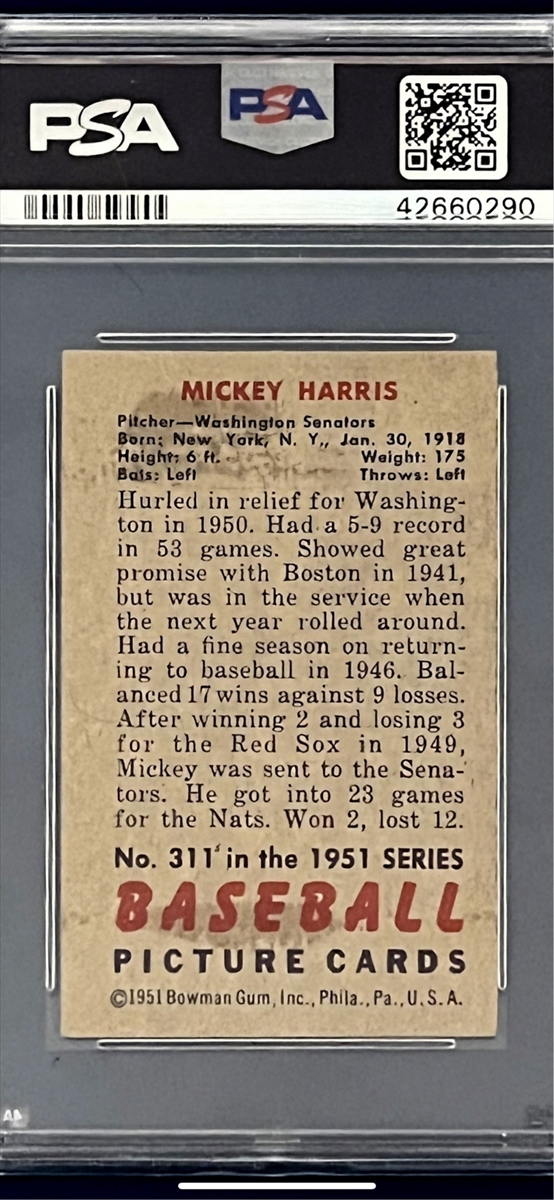 PSA PSA
42660290
MICKEY HARRIS
Pitcher—Washington Senators
Born: New York, N. Y., Jan. 30, 1918
Height: 6 ft. Weight: 175
Bats: Left Throws: Left
Hurled in relief for Washing-
ton in 1950. Had a 5-9 record
in 53 games. Showed great
promise with Boston in 1941,
but was in the service when
the next year rolled around.
Had a fine season on return-
ing to baseball in 1946. Bal-
anced 17 wins against 9 losses.
After winning 2 and losing 3
for the Red Sox in 1949,
Mickey was sent to the Sena-
tors. He got into 23 games
for the Nats. Won 2, lost 12.
No. 311 in the 1951 SERIES
BASEBALL
PICTURE CARDS
©1951 Bowman Gum, Inc., Phila., Pa., U.S.A.